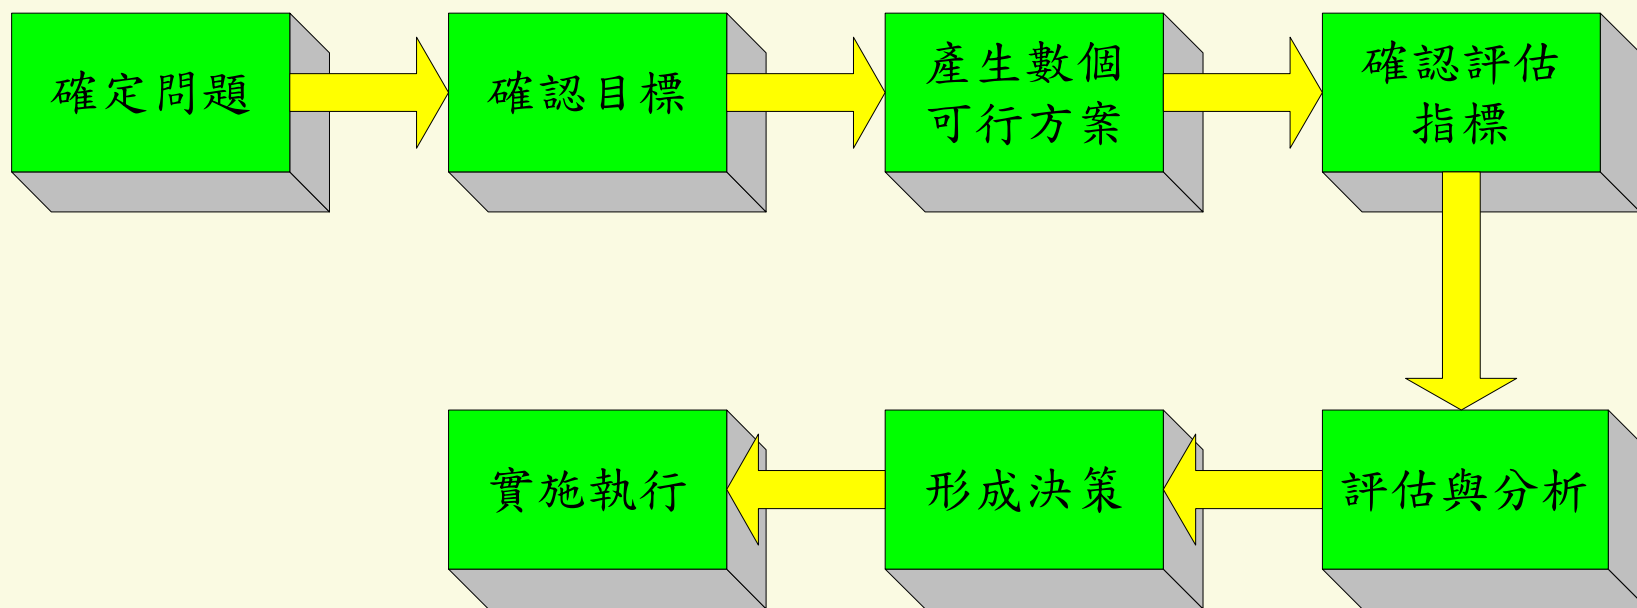 確定問題
確認目標
產生數個
可行方案
確認評估
指標
評估與分析
形成決策
實施執行